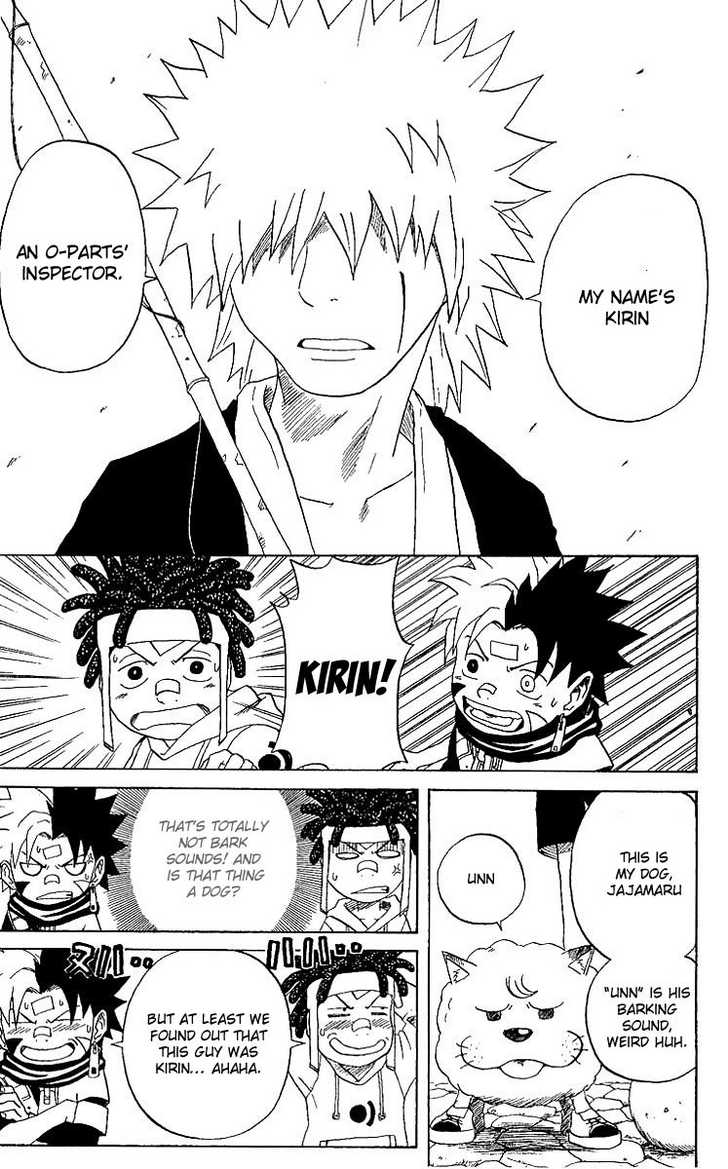 MY NAME'S
KIRIN
AN O-PARTS'
INSPECTOR.
KIRIN!
THIS IS
MY DOG,
JAJAMARU
"UNN" IS HIS
BARKING
SOUND,
WEIRD HUH.
UNN
THAT'S TOTALLY
NOT BARK
SOUNDS! AND
IS THAT THING
A DOG?
BUT AT LEAST WE
FOUND OUT THAT
THIS GUY WAS
KIRIN... AHAHA.